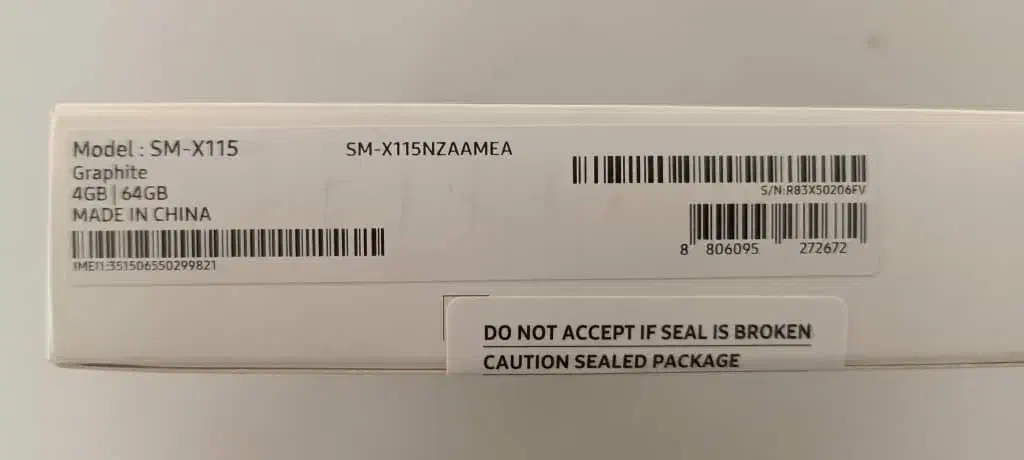 Model : SM-X115
SM-X115NZAAMEA
Graphite
4GB | 64GB
MADE IN CHINA
IMEI1:351506550299821
S/N:R83X50206FV
8 806095 272672
DO NOT ACCEPT IF SEAL IS BROKEN
CAUTION SEALED PACKAGE